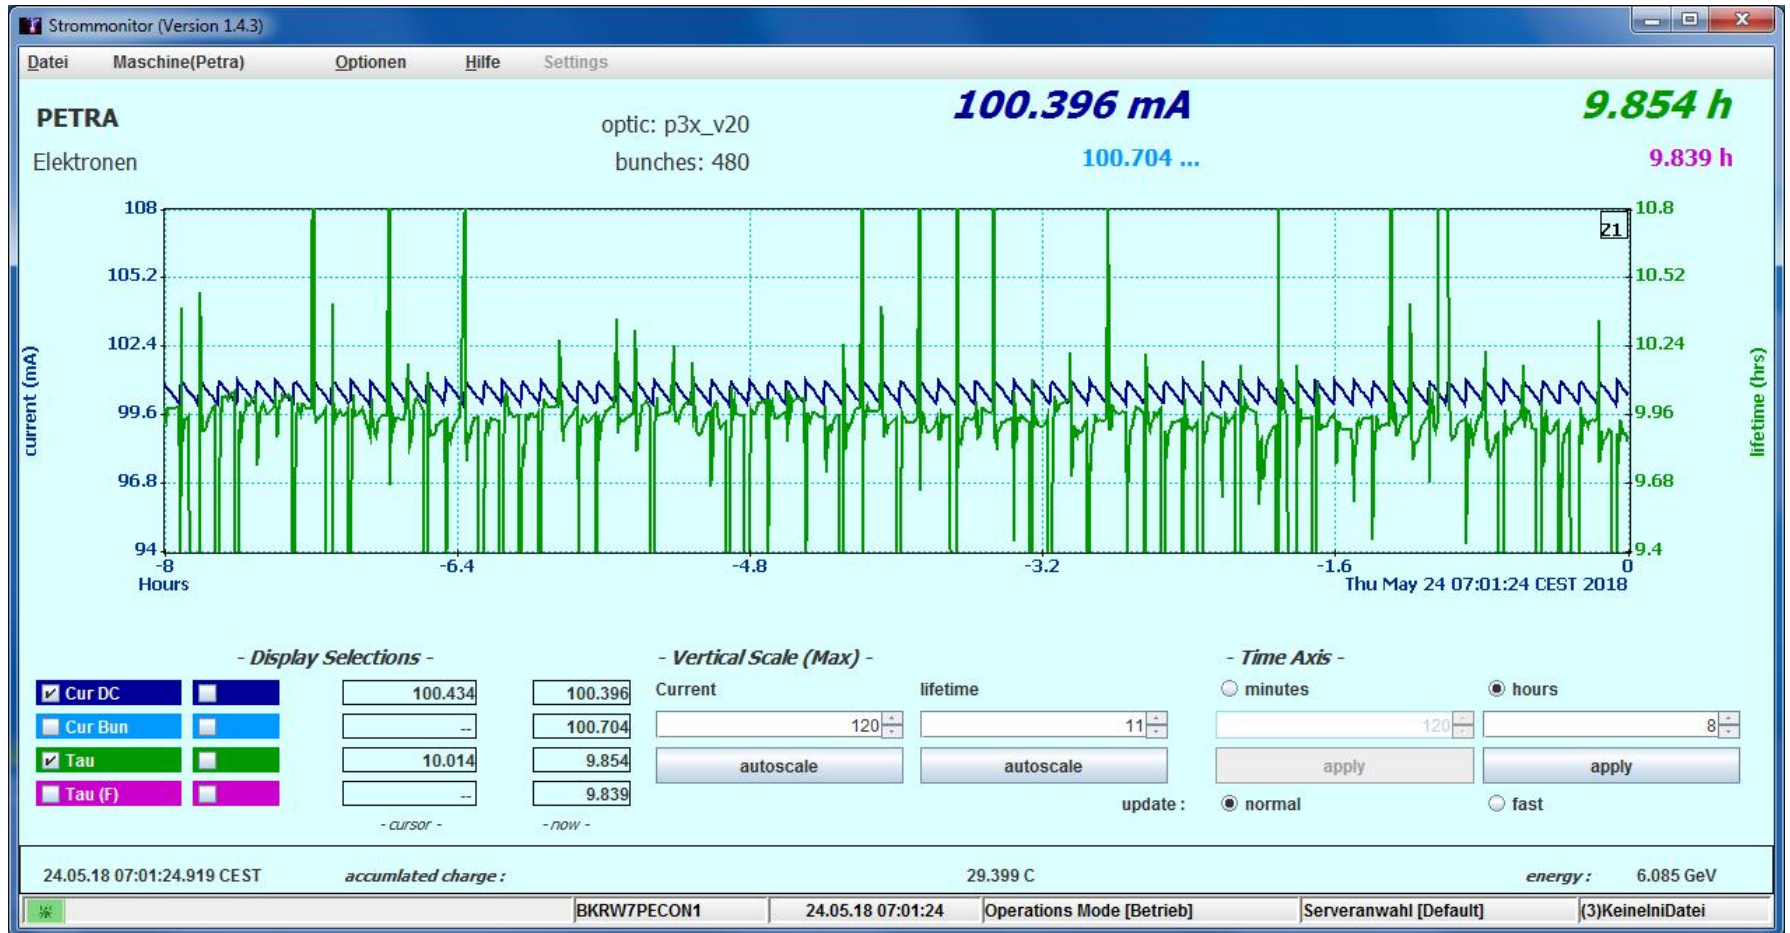 Strommonitor (Version 1.4.3)
Datei Maschine(Petra) Optionen Hilfe Settings
PETRA optic: p3x_v20 100.396 mA 9.854 h
Elektronen bunches: 480 100.704 ... 9.839 h
108 10.8
21
105.2 10.52
102.4 10.24
current (mA) lifetime (hrs)
99.6 9.96
96.8 9.68
94 9.4
-8 -6.4 -4.8 -3.2 -1.6 0
Hours Thu May 24 07:01:24 CEST 2018
- Display Selections - - Vertical Scale (Max) - - Time Axis -
Cur DC 100.434 100.396 Current lifetime minutes hours
Cur Bun -- 100.704 120 11 120 8
Tau 10.014 9.854 autoscale autoscale apply apply
Tau (F) -- 9.839 update : normal fast
- cursor - - now -
24.05.18 07:01:24.919 CEST accumlated charge : 29.399 C energy : 6.085 GeV
BKRW7PECON1 24.05.18 07:01:24 Operations Mode [Betrieb] Serveranwahl [Default] (3)KeineIniDatei